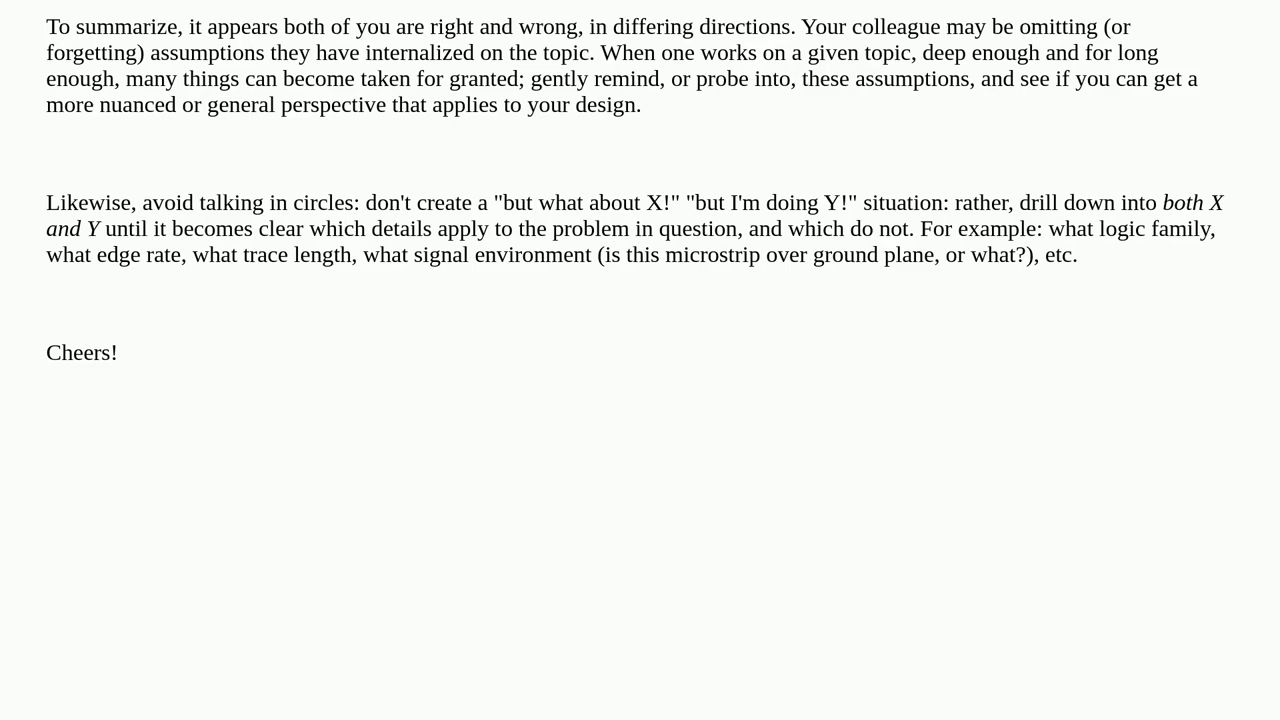 To summarize, it appears both of you are right and wrong, in differing directions. Your colleague may be omitting (or
forgetting) assumptions they have internalized on the topic. When one works on a given topic, deep enough and for long
enough, many things can become taken for granted; gently remind, or probe into, these assumptions, and see if you can get a
more nuanced or general perspective that applies to your design.
Likewise, avoid talking in circles: don't create a "but what about X!" "but I'm doing Y!" situation: rather, drill down into both X
and Y until it becomes clear which details apply to the problem in question, and which do not. For example: what logic family,
what edge rate, what trace length, what signal environment (is this microstrip over ground plane, or what?), etc.
Cheers!